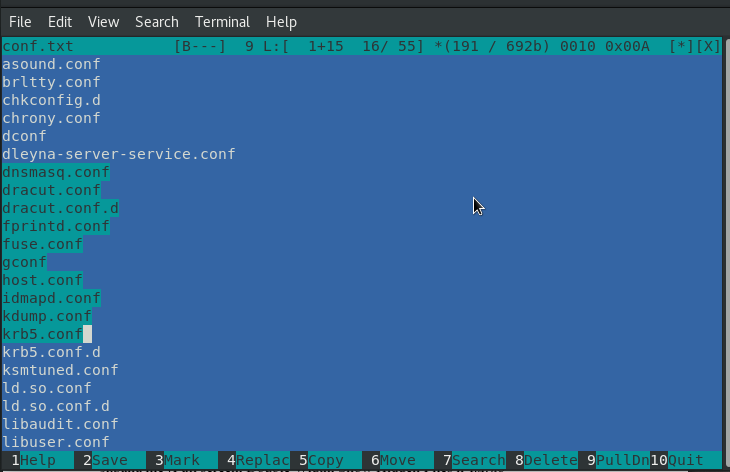 File Edit View Search Terminal Help
conf.txt [B---] 9 L:[ 1+15 16/ 55] *(191 / 692b) 0010 0x00A [*][X]
asound.conf
brltty.conf
chkconfig.d
chrony.conf
dconf
dleyna-server-service.conf
dnsmasq.conf
dracut.conf
dracut.conf.d
fprintd.conf
fuse.conf
gconf
host.conf
idmapd.conf
kdump.conf
krb5.conf
krb5.conf.d
ksmtuned.conf
ld.so.conf
ld.so.conf.d
libaudit.conf
libuser.conf
1Help 2Save 3Mark 4Replac 5Copy 6Move 7Search 8Delete 9PullDn 10Quit